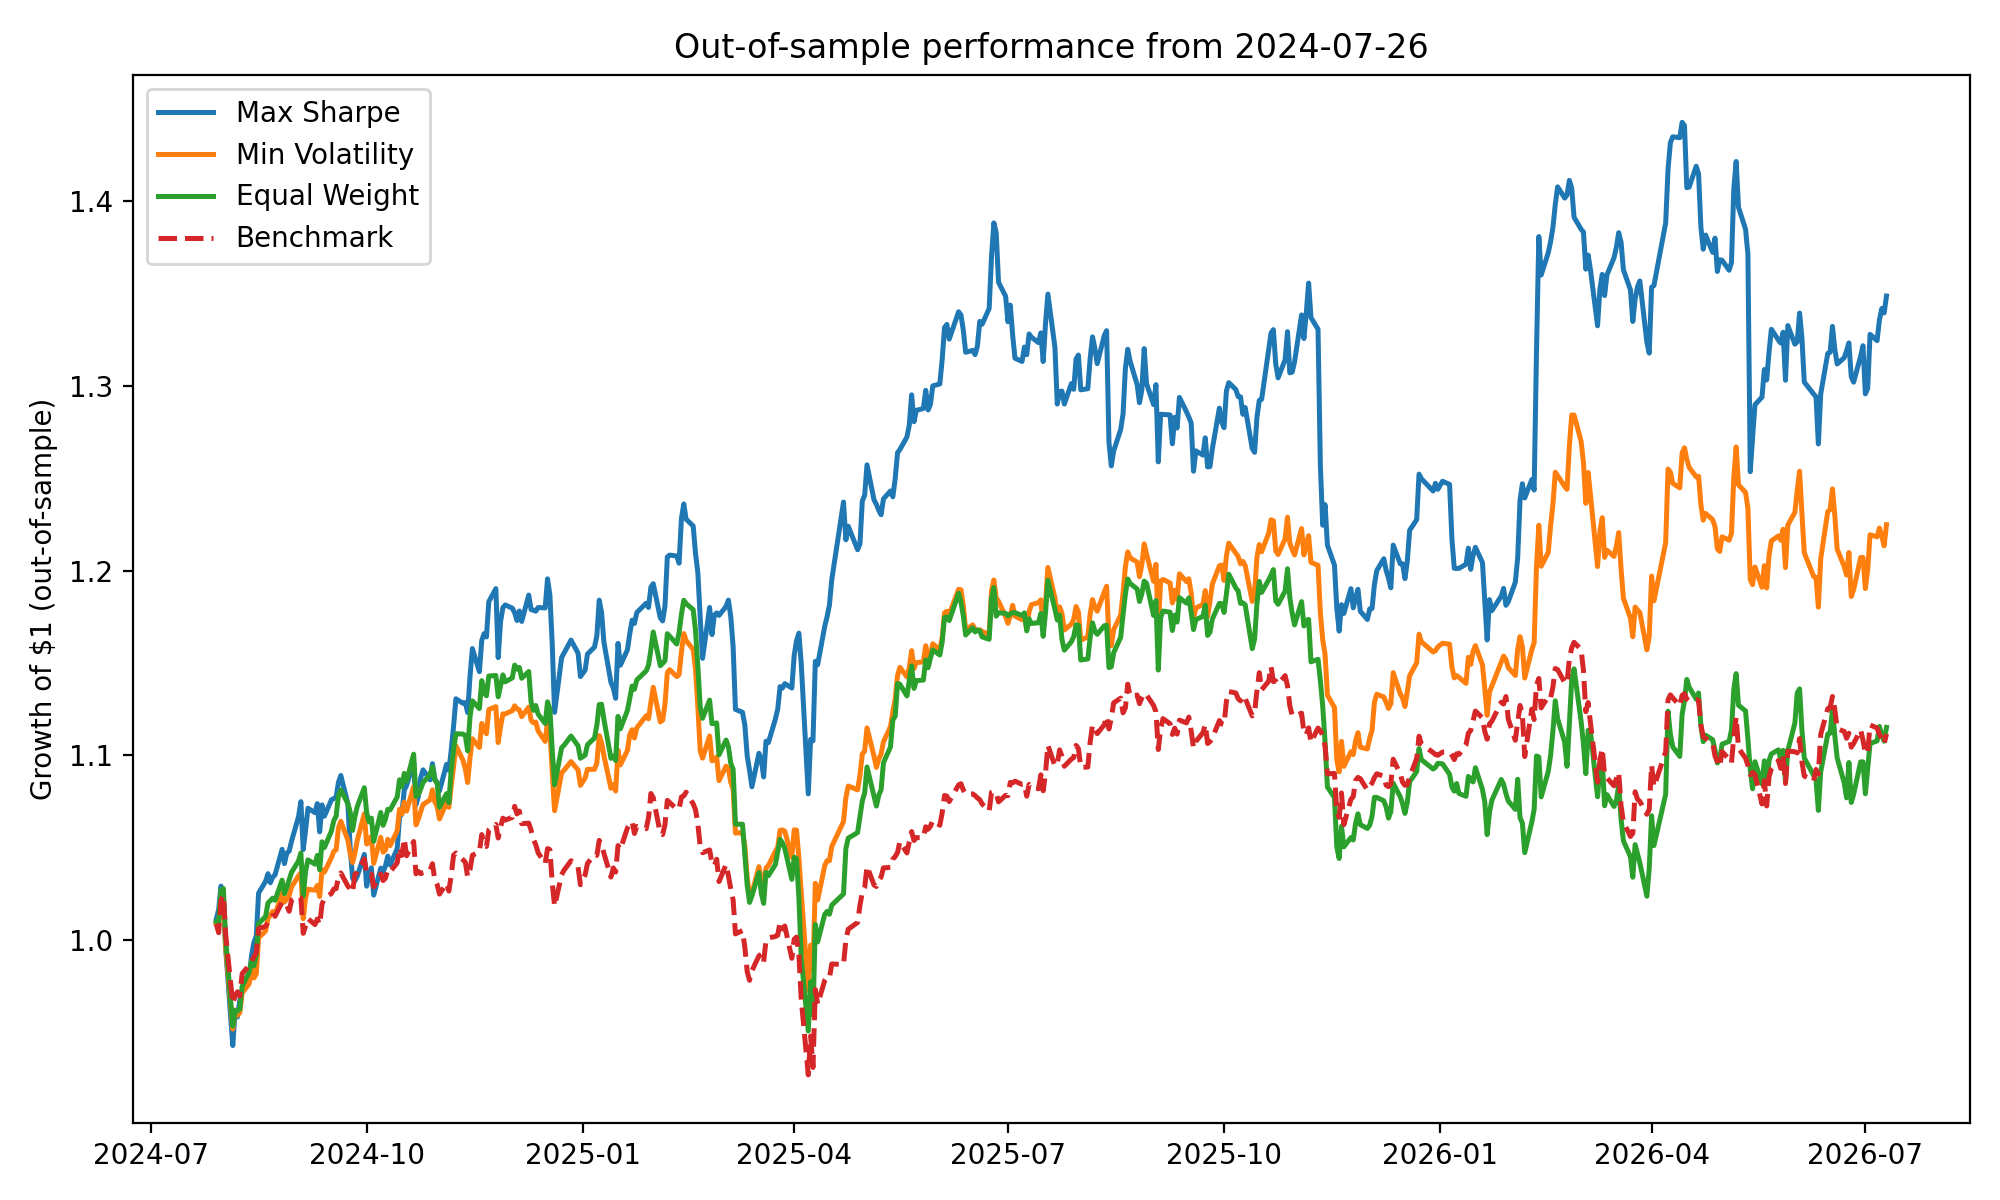 Out-of-sample performance from 2024-07-26
Max Sharpe
Min Volatility
Equal Weight
Benchmark
Growth of $1 (out-of-sample)
1.4
1.3
1.2
1.1
1.0
2024-07
2024-10
2025-01
2025-04
2025-07
2025-10
2026-01
2026-04
2026-07